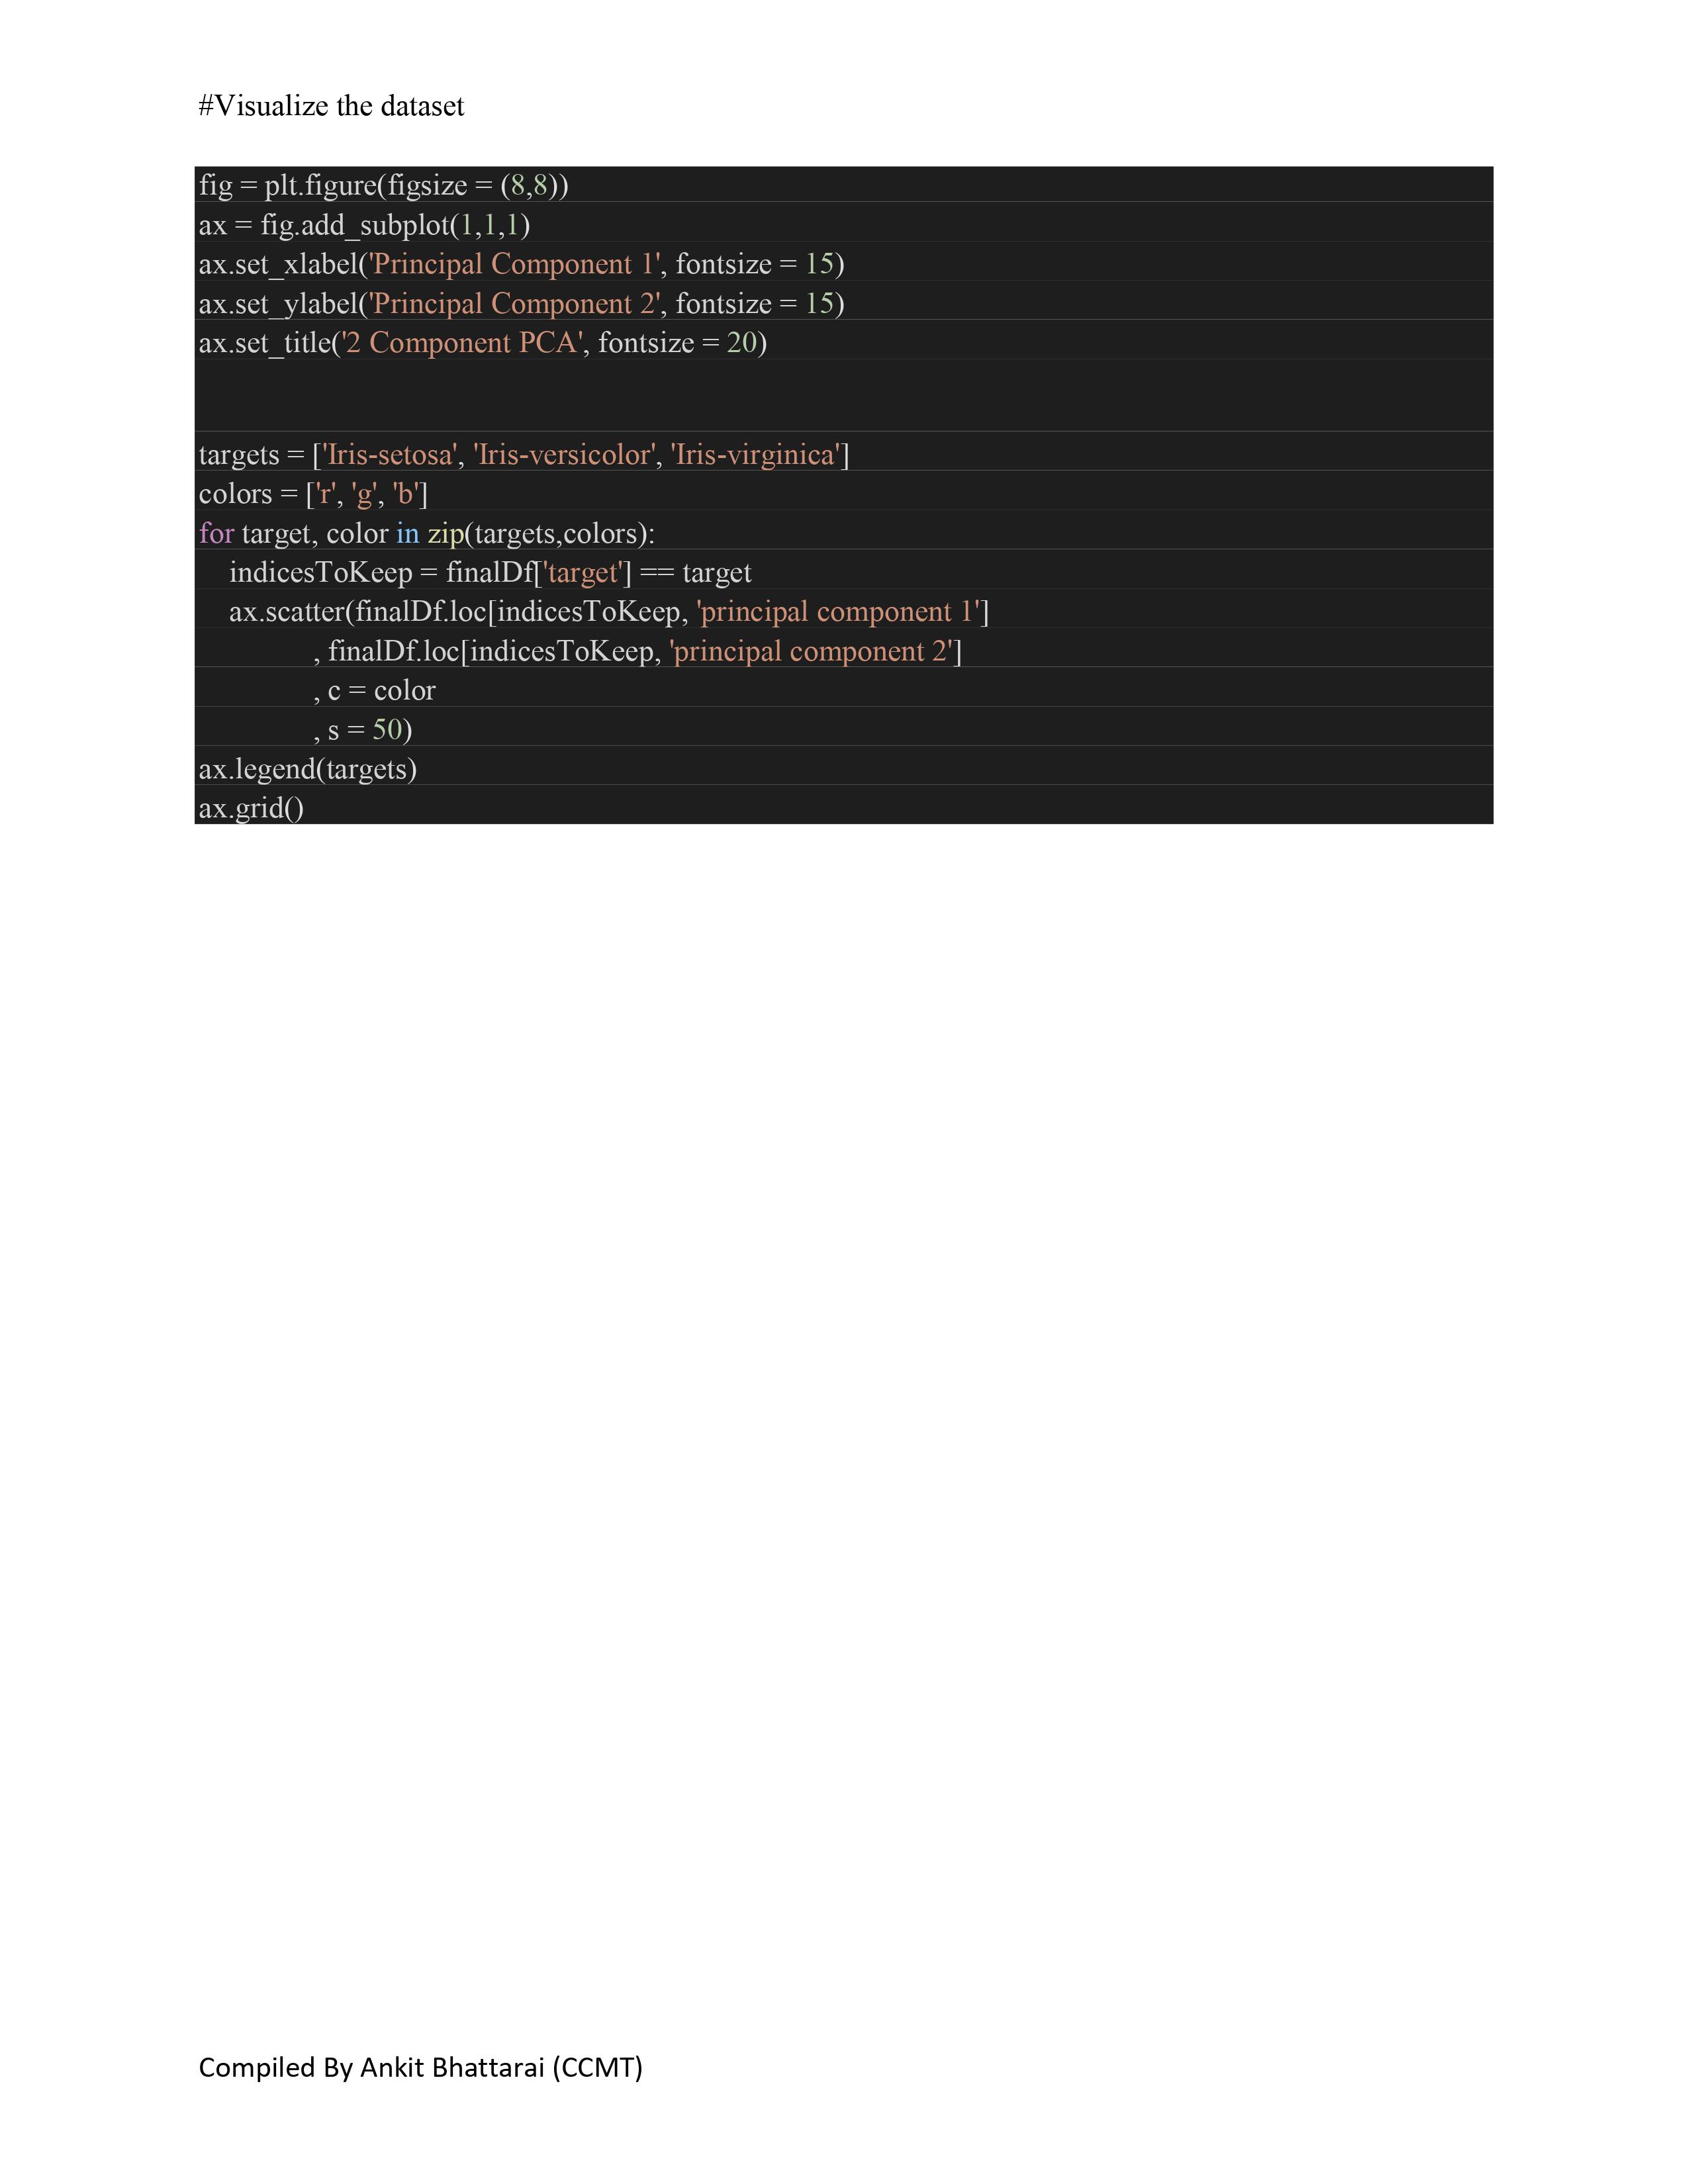 #Visualize the dataset
fig = plt.figure(figsize = (8,8))
ax = fig.add_subplot(1,1,1)
ax.set_xlabel('Principal Component 1', fontsize = 15)
ax.set_ylabel('Principal Component 2', fontsize = 15)
ax.set_title('2 Component PCA', fontsize = 20)
targets = ['Iris-setosa', 'Iris-versicolor', 'Iris-virginica']
colors = ['r', 'g', 'b']
for target, color in zip(targets,colors):
    indicesToKeep = finalDf['target'] == target
    ax.scatter(finalDf.loc[indicesToKeep, 'principal component 1']
               , finalDf.loc[indicesToKeep, 'principal component 2']
               , c = color
               , s = 50)
ax.legend(targets)
ax.grid()
Compiled By Ankit Bhattarai (CCMT)